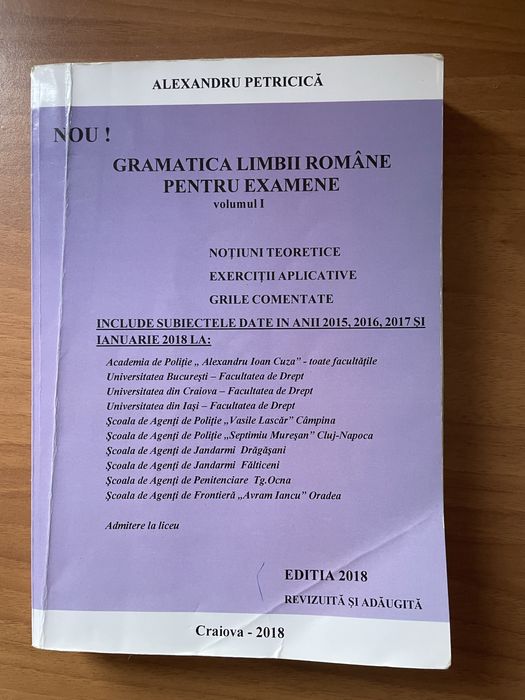 ALEXANDRU PETRICICĂ
NOU !
GRAMATICA LIMBII ROMÂNE
PENTRU EXAMENE
volumul I
NOȚIUNI TEORETICE
EXERCIȚII APLICATIVE
GRILE COMENTATE
INCLUDE SUBIECTELE DATE IN ANII 2015, 2016, 2017 ȘI
IANUARIE 2018 LA:
Academia de Poliție „ Alexandru Ioan Cuza” - toate facultățile
Universitatea București – Facultatea de Drept
Universitatea din Craiova – Facultatea de Drept
Universitatea din Iași – Facultatea de Drept
Școala de Agenți de Poliție „Vasile Lascăr” Câmpina
Școala de Agenți de Poliție „Septimiu Mureșan” Cluj-Napoca
Școala de Agenți de Jandarmi Drăgășani
Școala de Agenți de Jandarmi Fălticeni
Școala de Agenți de Penitenciare Tg.Ocna
Școala de Agenți de Frontieră „Avram Iancu” Oradea
Admitere la liceu
EDITIA 2018
REVIZUITĂ ȘI ADĂUGITĂ
Craiova - 2018